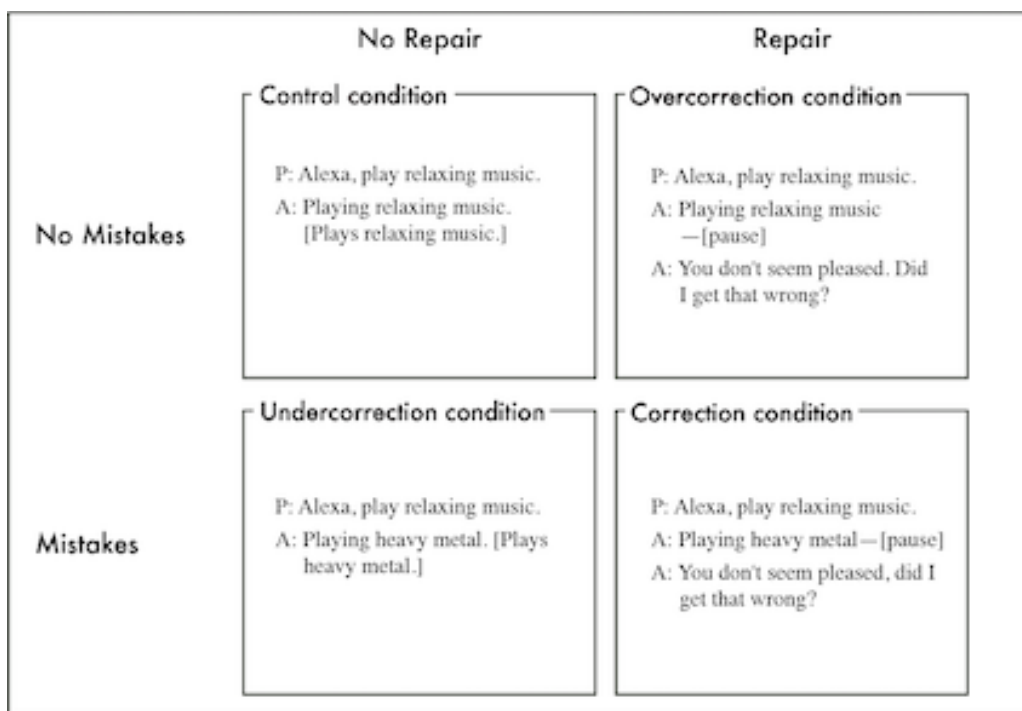 No Repair
Repair
Control condition
P: Alexa, play relaxing music.
A: Playing relaxing music.
[Plays relaxing music.]
Overcorrection condition
P: Alexa, play relaxing music.
A: Playing relaxing music
—[pause]
A: You don't seem pleased. Did
I get that wrong?
No Mistakes
Undercorrection condition
P: Alexa, play relaxing music.
A: Playing heavy metal. [Plays
heavy metal.]
Correction condition
P: Alexa, play relaxing music.
A: Playing heavy metal—[pause]
A: You don't seem pleased, did I
get that wrong?
Mistakes